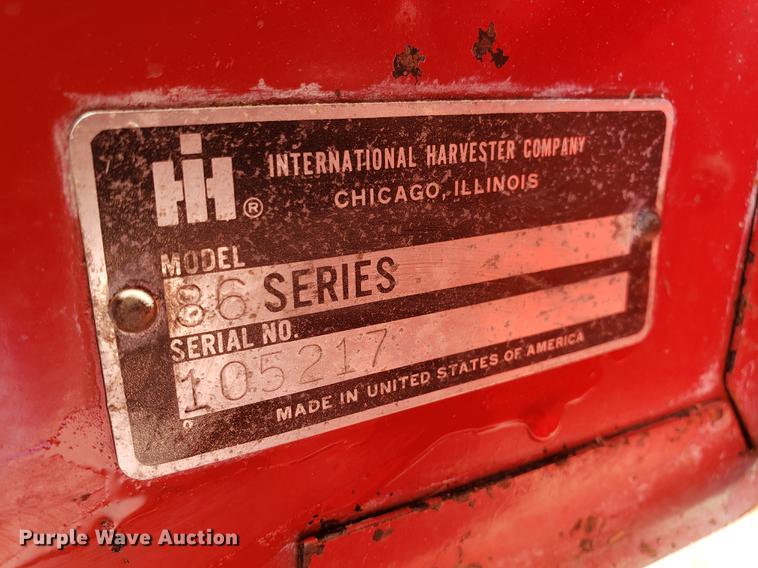 IH®
INTERNATIONAL HARVESTER COMPANY
CHICAGO, ILLINOIS
MODEL
86 SERIES
SERIAL NO.
105217
MADE IN UNITED STATES OF AMERICA
Purple Wave Auction